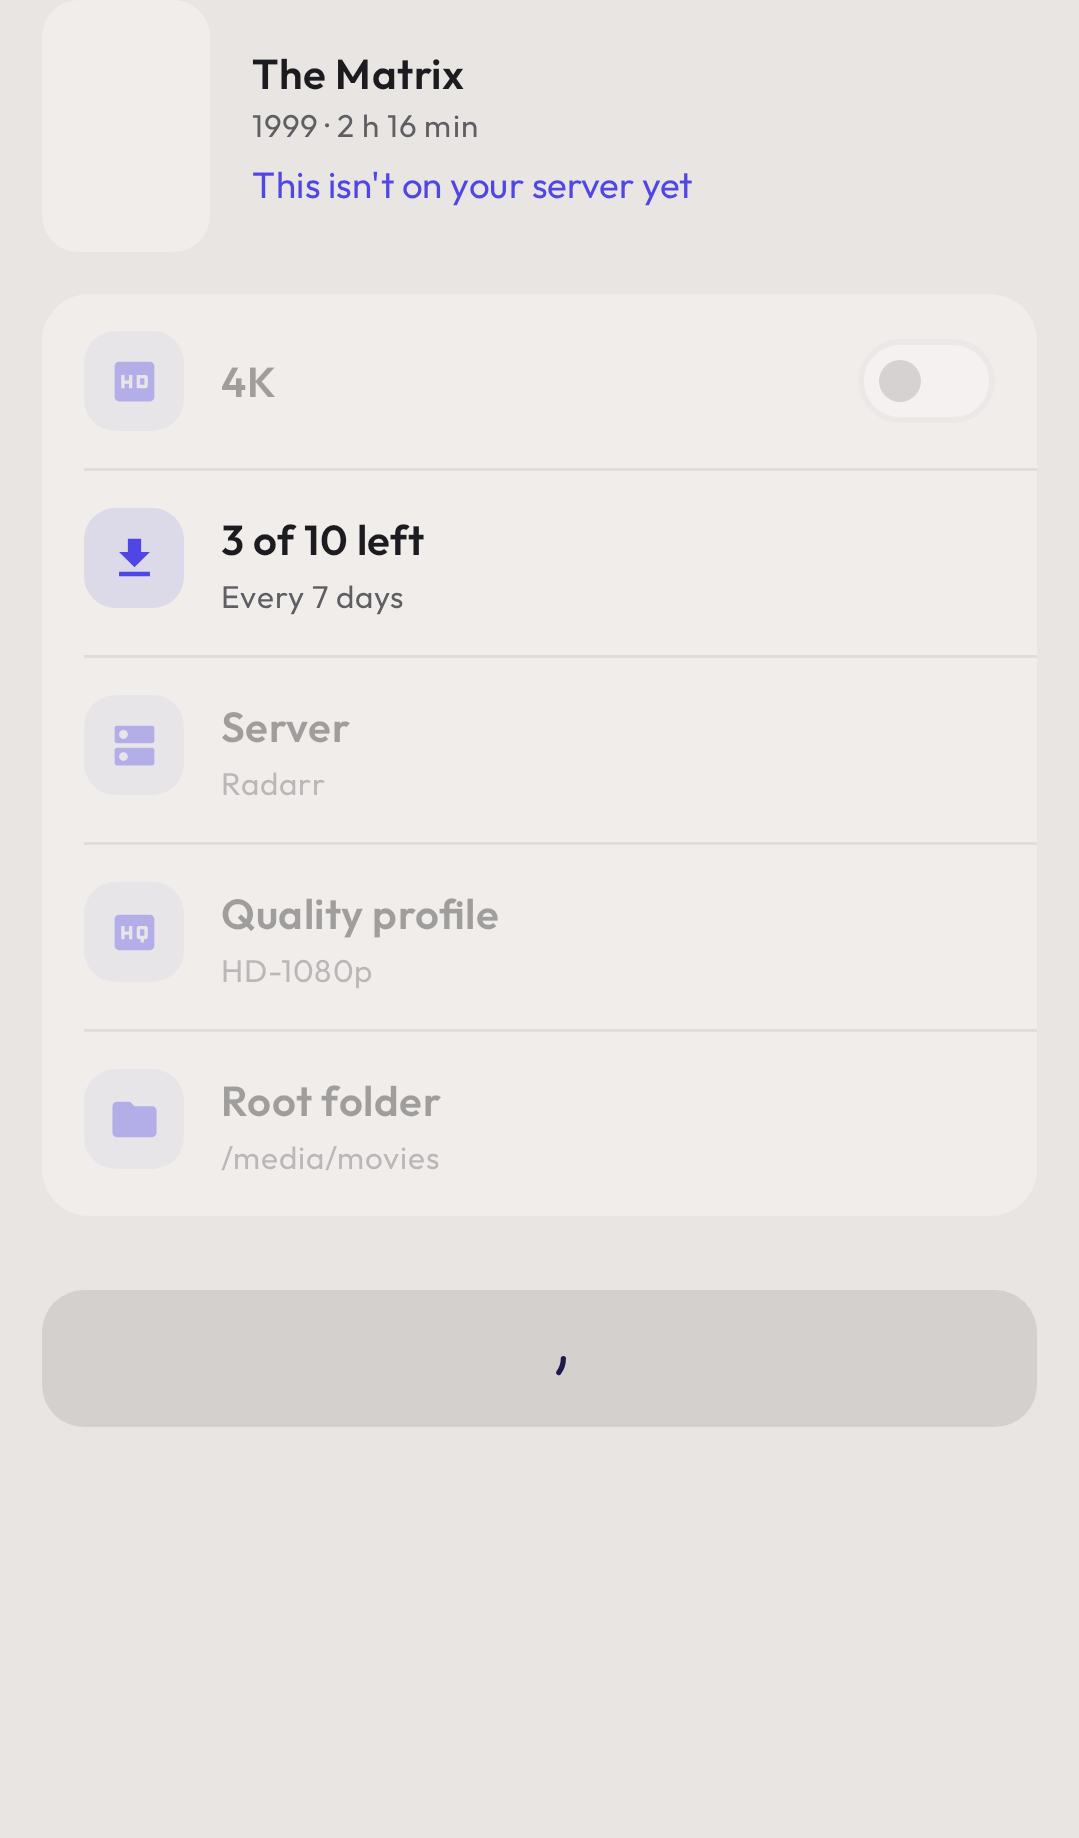 The Matrix
1999 · 2 h 16 min
This isn't on your server yet
HD
4K
3 of 10 left
Every 7 days
Server
Radarr
HQ
Quality profile
HD-1080p
Root folder
/media/movies